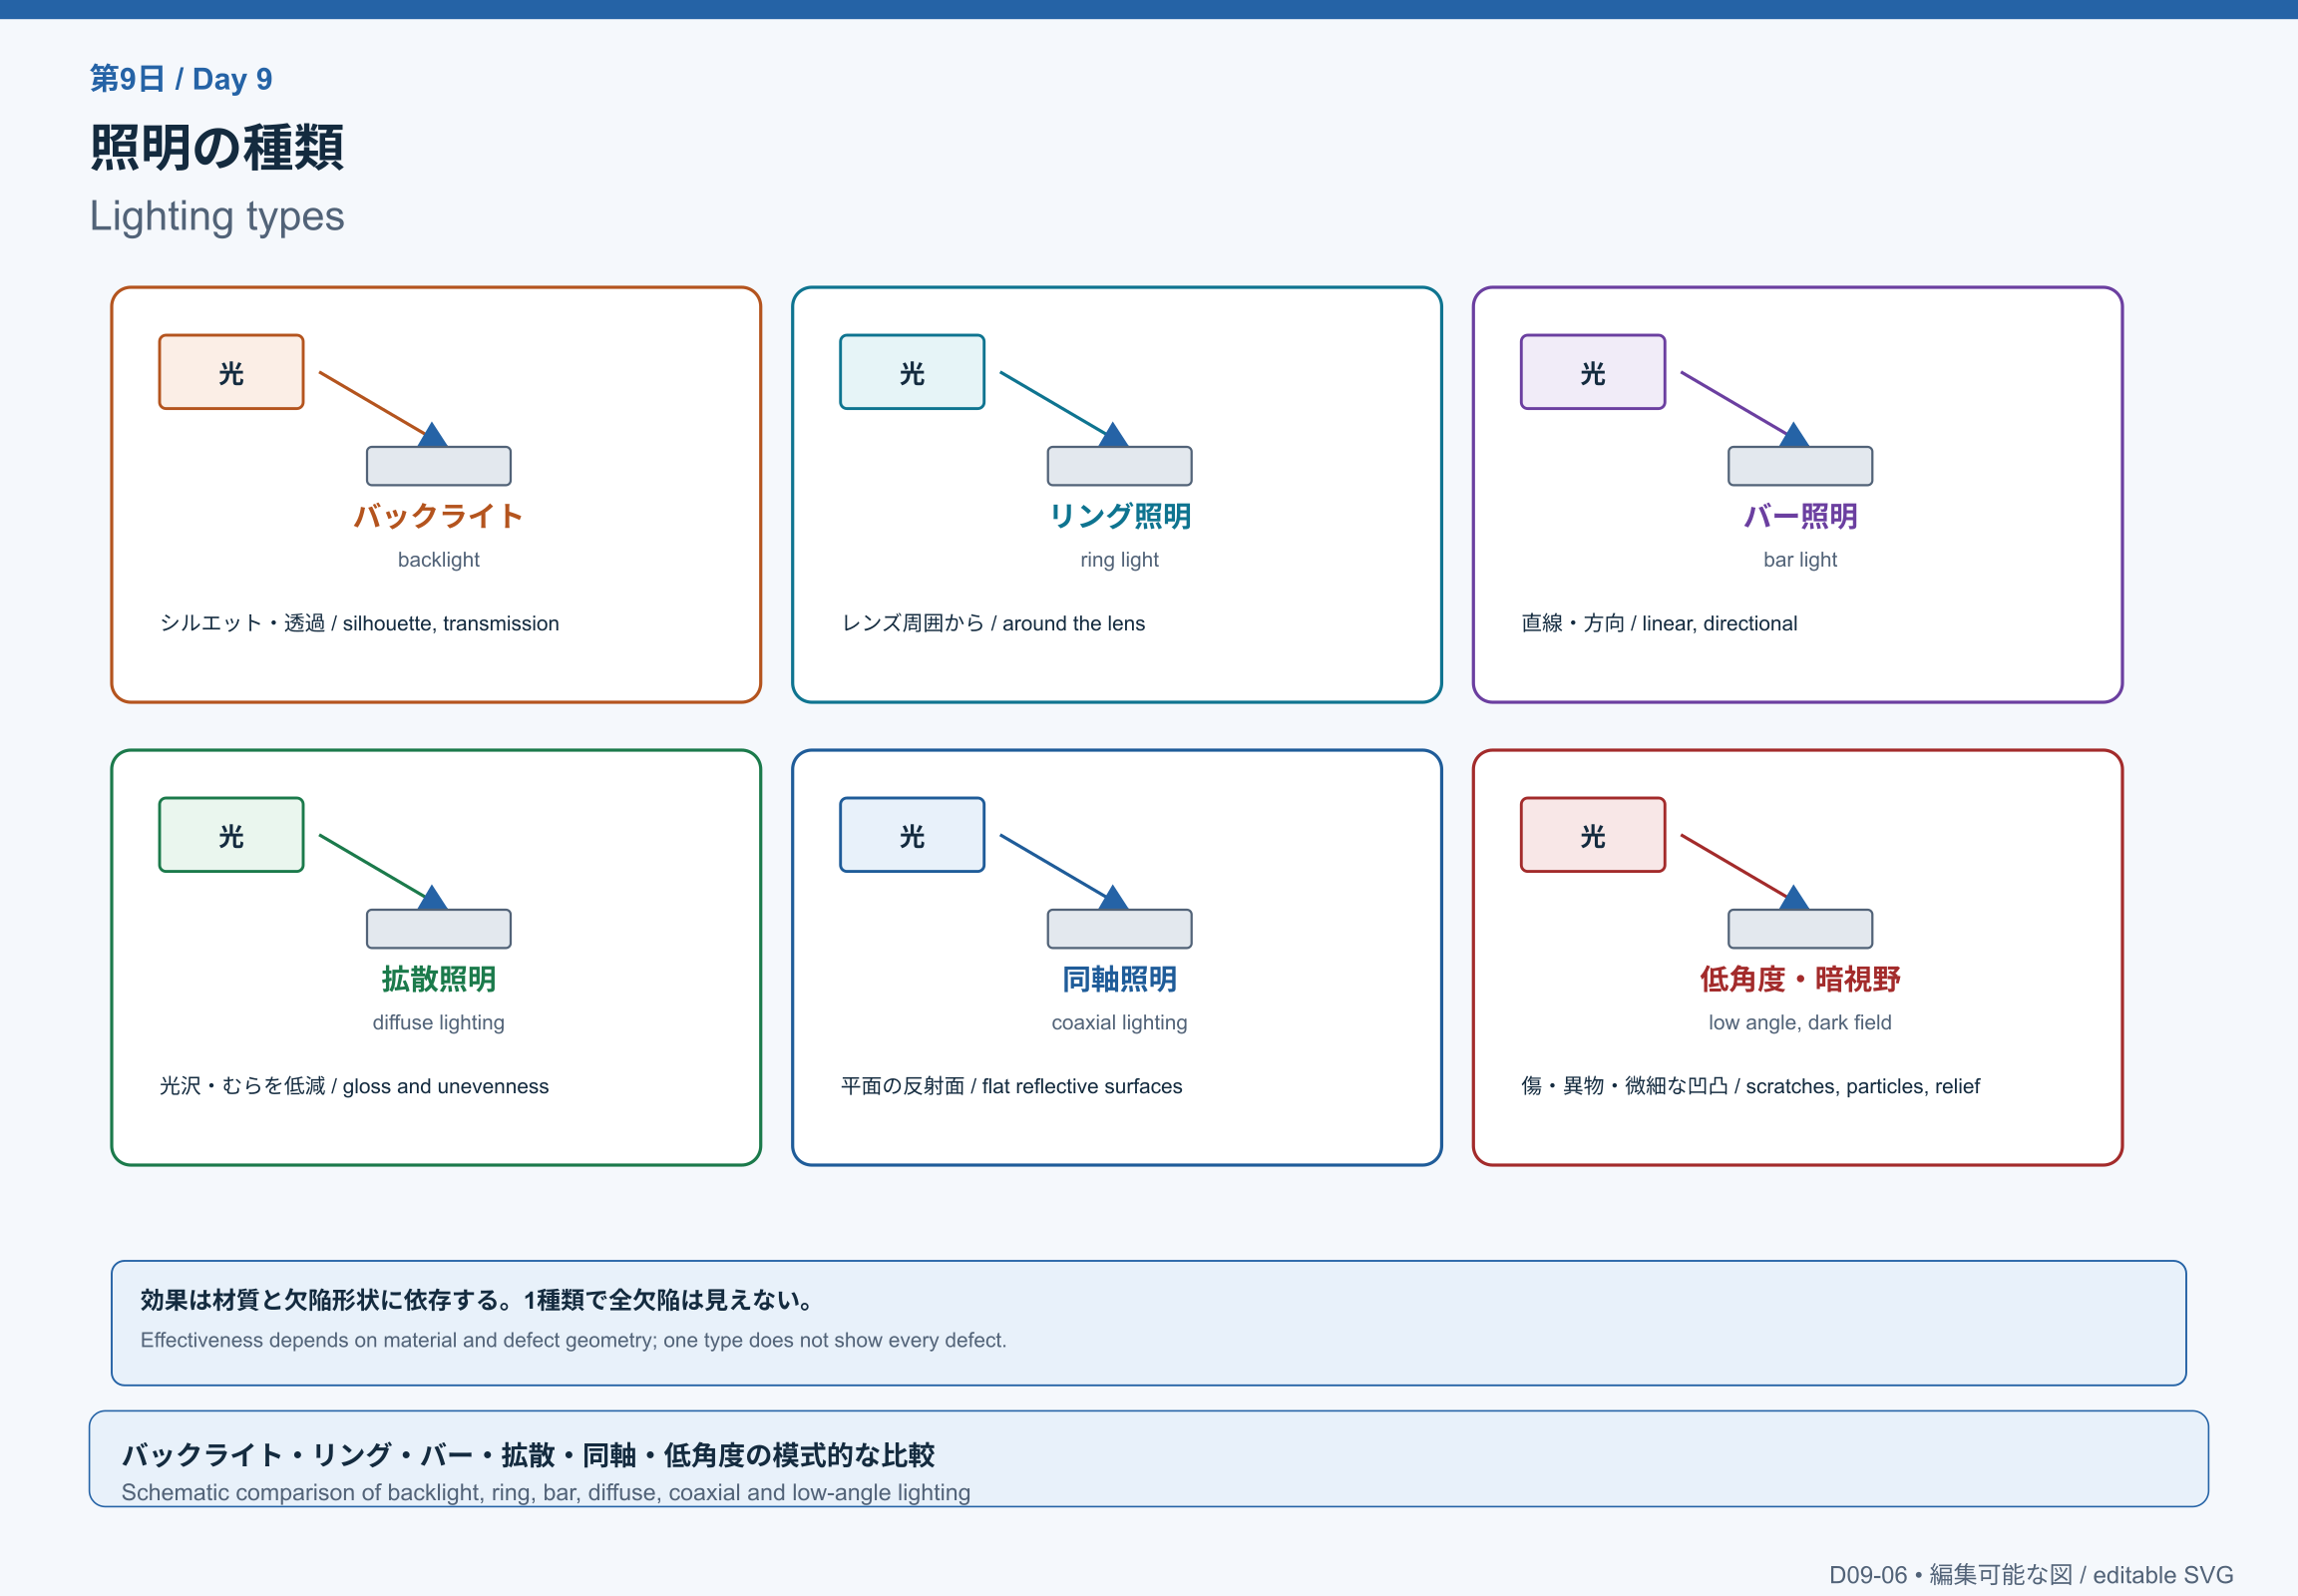 第9日 / Day 9
照明の種類
Lighting types
光
バックライト
backlight
シルエット・透過 / silhouette, transmission
光
リング照明
ring light
レンズ周囲から / around the lens
光
バー照明
bar light
直線・方向 / linear, directional
光
拡散照明
diffuse lighting
光沢・むらを低減 / gloss and unevenness
光
同軸照明
coaxial lighting
平面の反射面 / flat reflective surfaces
光
低角度・暗視野
low angle, dark field
傷・異物・微細な凹凸 / scratches, particles, relief
効果は材質と欠陥形状に依存する。1種類で全欠陥は見えない。
Effectiveness depends on material and defect geometry; one type does not show every defect.
バックライト・リング・バー・拡散・同軸・低角度の模式的な比較
Schematic comparison of backlight, ring, bar, diffuse, coaxial and low-angle lighting
D09-06 • 編集可能な図 / editable SVG